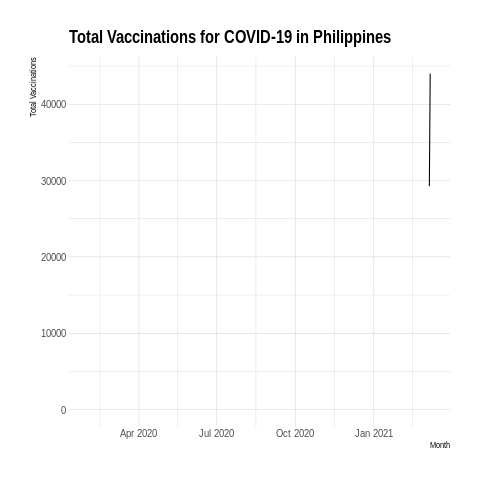 Total Vaccinations for COVID-19 in Philippines
Total Vaccinations
40000
30000
20000
10000
0
Apr 2020 Jul 2020 Oct 2020 Jan 2021
Month